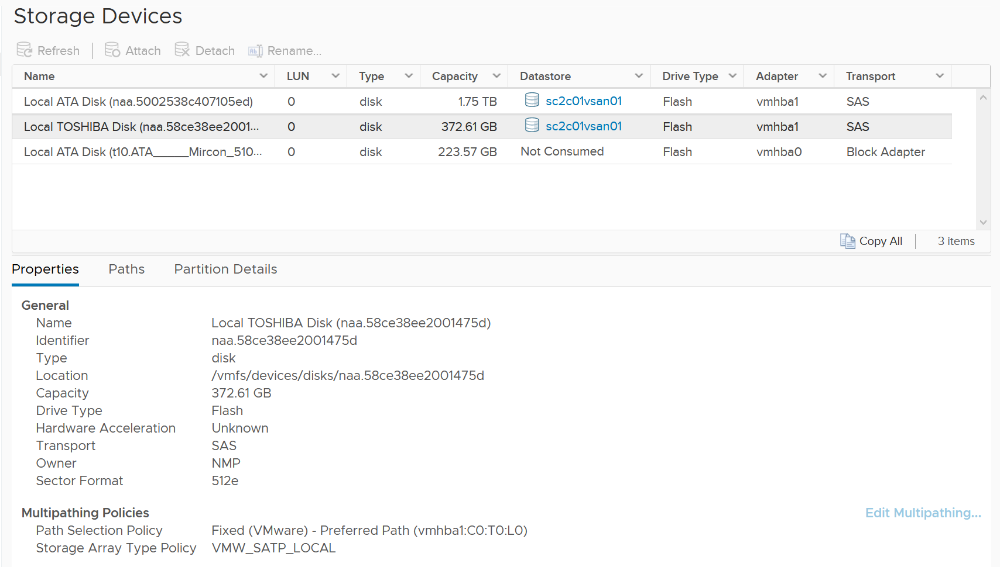 Storage Devices
Refresh Attach Detach Rename...
Name LUN Type Capacity Datastore Drive Type Adapter Transport
Local ATA Disk (naa.5002538c407105ed) 0 disk 1.75 TB sc2c01vsan01 Flash vmhba1 SAS
Local TOSHIBA Disk (naa.58ce38ee2001... 0 disk 372.61 GB sc2c01vsan01 Flash vmhba1 SAS
Local ATA Disk (t10.ATA_____Mircon_510... 0 disk 223.57 GB Not Consumed Flash vmhba0 Block Adapter
Copy All 3 items
Properties Paths Partition Details
General
Name Local TOSHIBA Disk (naa.58ce38ee2001475d)
Identifier naa.58ce38ee2001475d
Type disk
Location /vmfs/devices/disks/naa.58ce38ee2001475d
Capacity 372.61 GB
Drive Type Flash
Hardware Acceleration Unknown
Transport SAS
Owner NMP
Sector Format 512e
Multipathing Policies Edit Multipathing...
Path Selection Policy Fixed (VMware) - Preferred Path (vmhba1:C0:T0:L0)
Storage Array Type Policy VMW_SATP_LOCAL